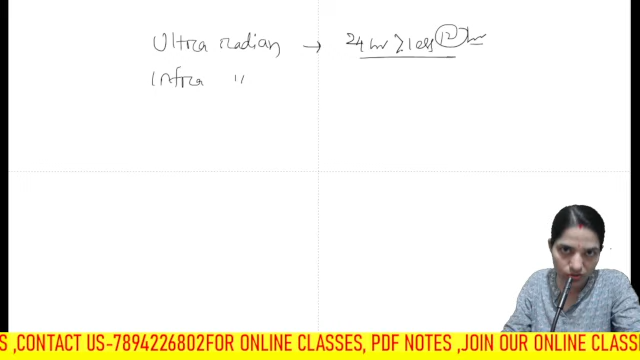 Ultra radian → 24 hr > less 12 hr
Infra "
S ,CONTACT US-7894226802FOR ONLINE CLASSES, PDF NOTES ,JOIN OUR ONLINE CLASS